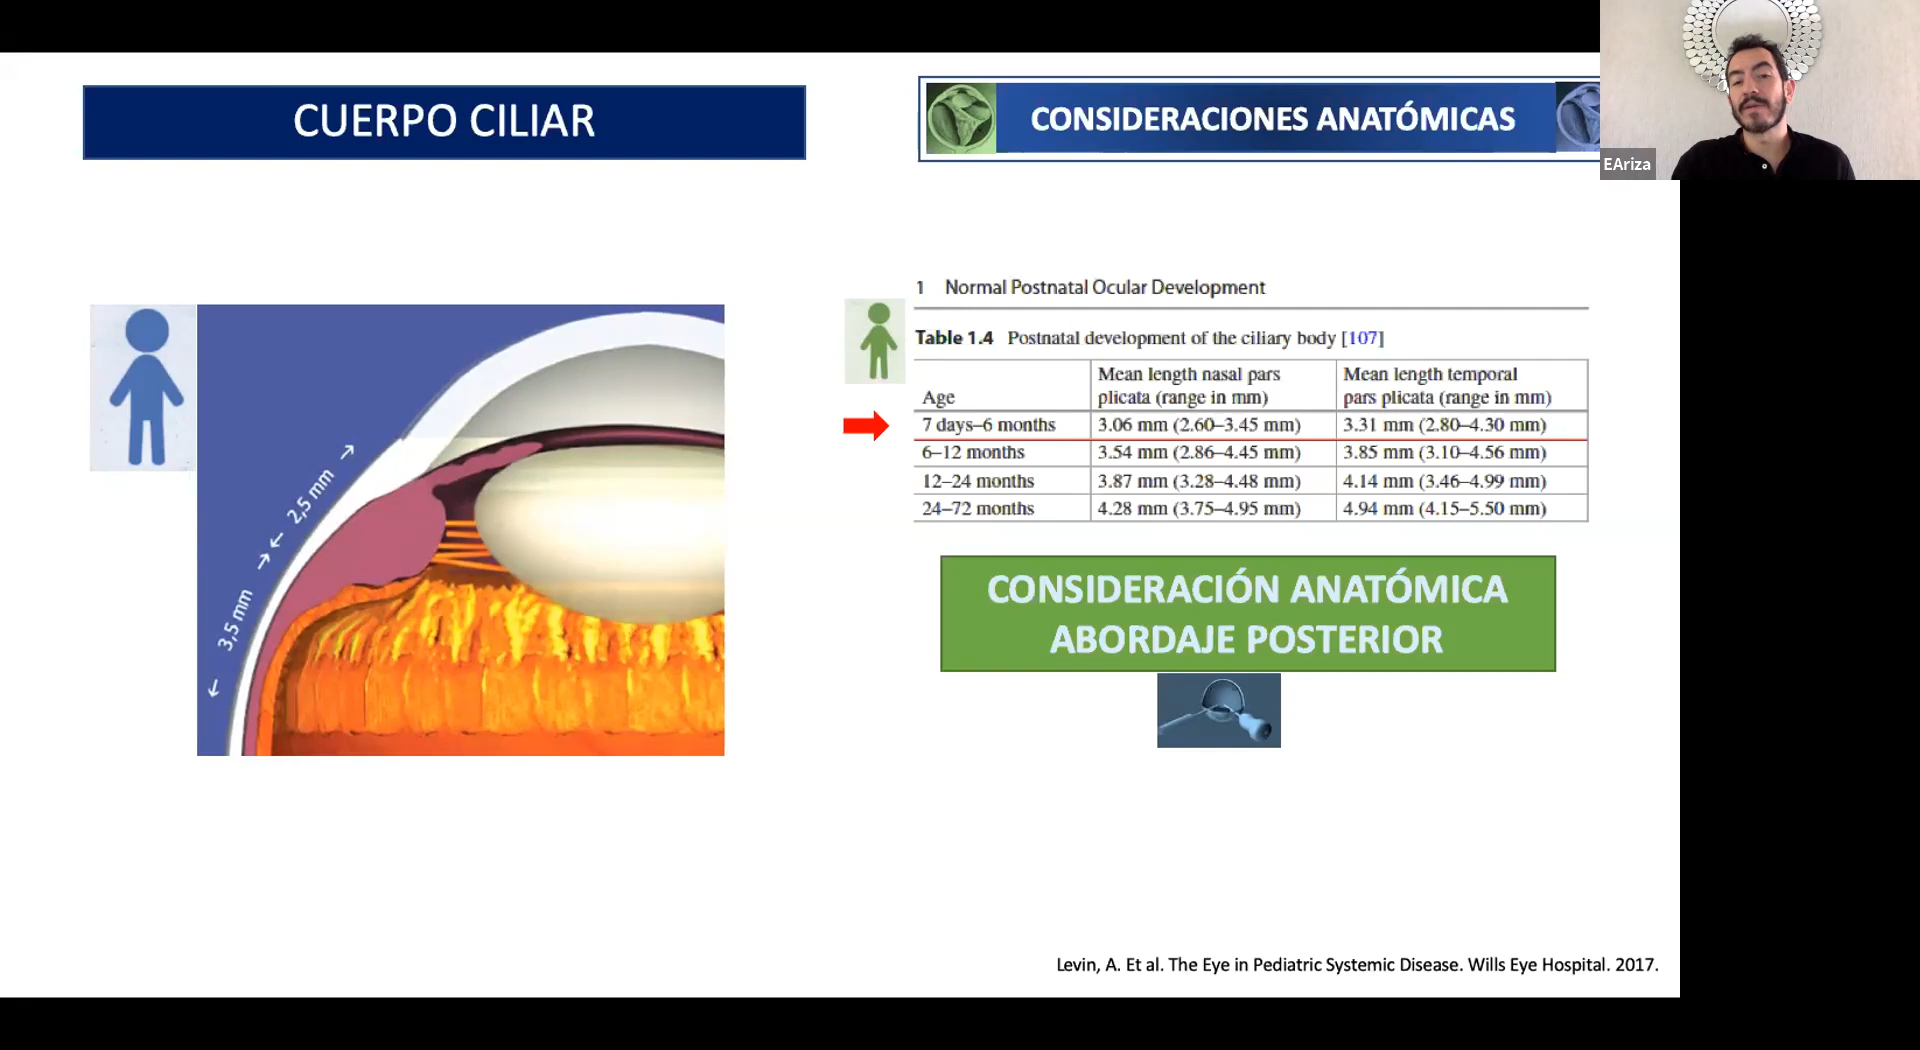 CUERPO CILIAR
CONSIDERACIONES ANATÓMICAS
EAriza
1 Normal Postnatal Ocular Development
Table 1.4 Postnatal development of the ciliary body [107]
Age
Mean length nasal pars plicata (range in mm)
Mean length temporal pars plicata (range in mm)
7 days–6 months 3.06 mm (2.60–3.45 mm) 3.31 mm (2.80–4.30 mm)
6–12 months 3.54 mm (2.86–4.45 mm) 3.85 mm (3.10–4.56 mm)
12–24 months 3.87 mm (3.28–4.48 mm) 4.14 mm (3.46–4.99 mm)
24–72 months 4.28 mm (3.75–4.95 mm) 4.94 mm (4.15–5.50 mm)
2,5 mm
3,5 mm
CONSIDERACIÓN ANATÓMICA
ABORDAJE POSTERIOR
Levin, A. Et al. The Eye in Pediatric Systemic Disease. Wills Eye Hospital. 2017.